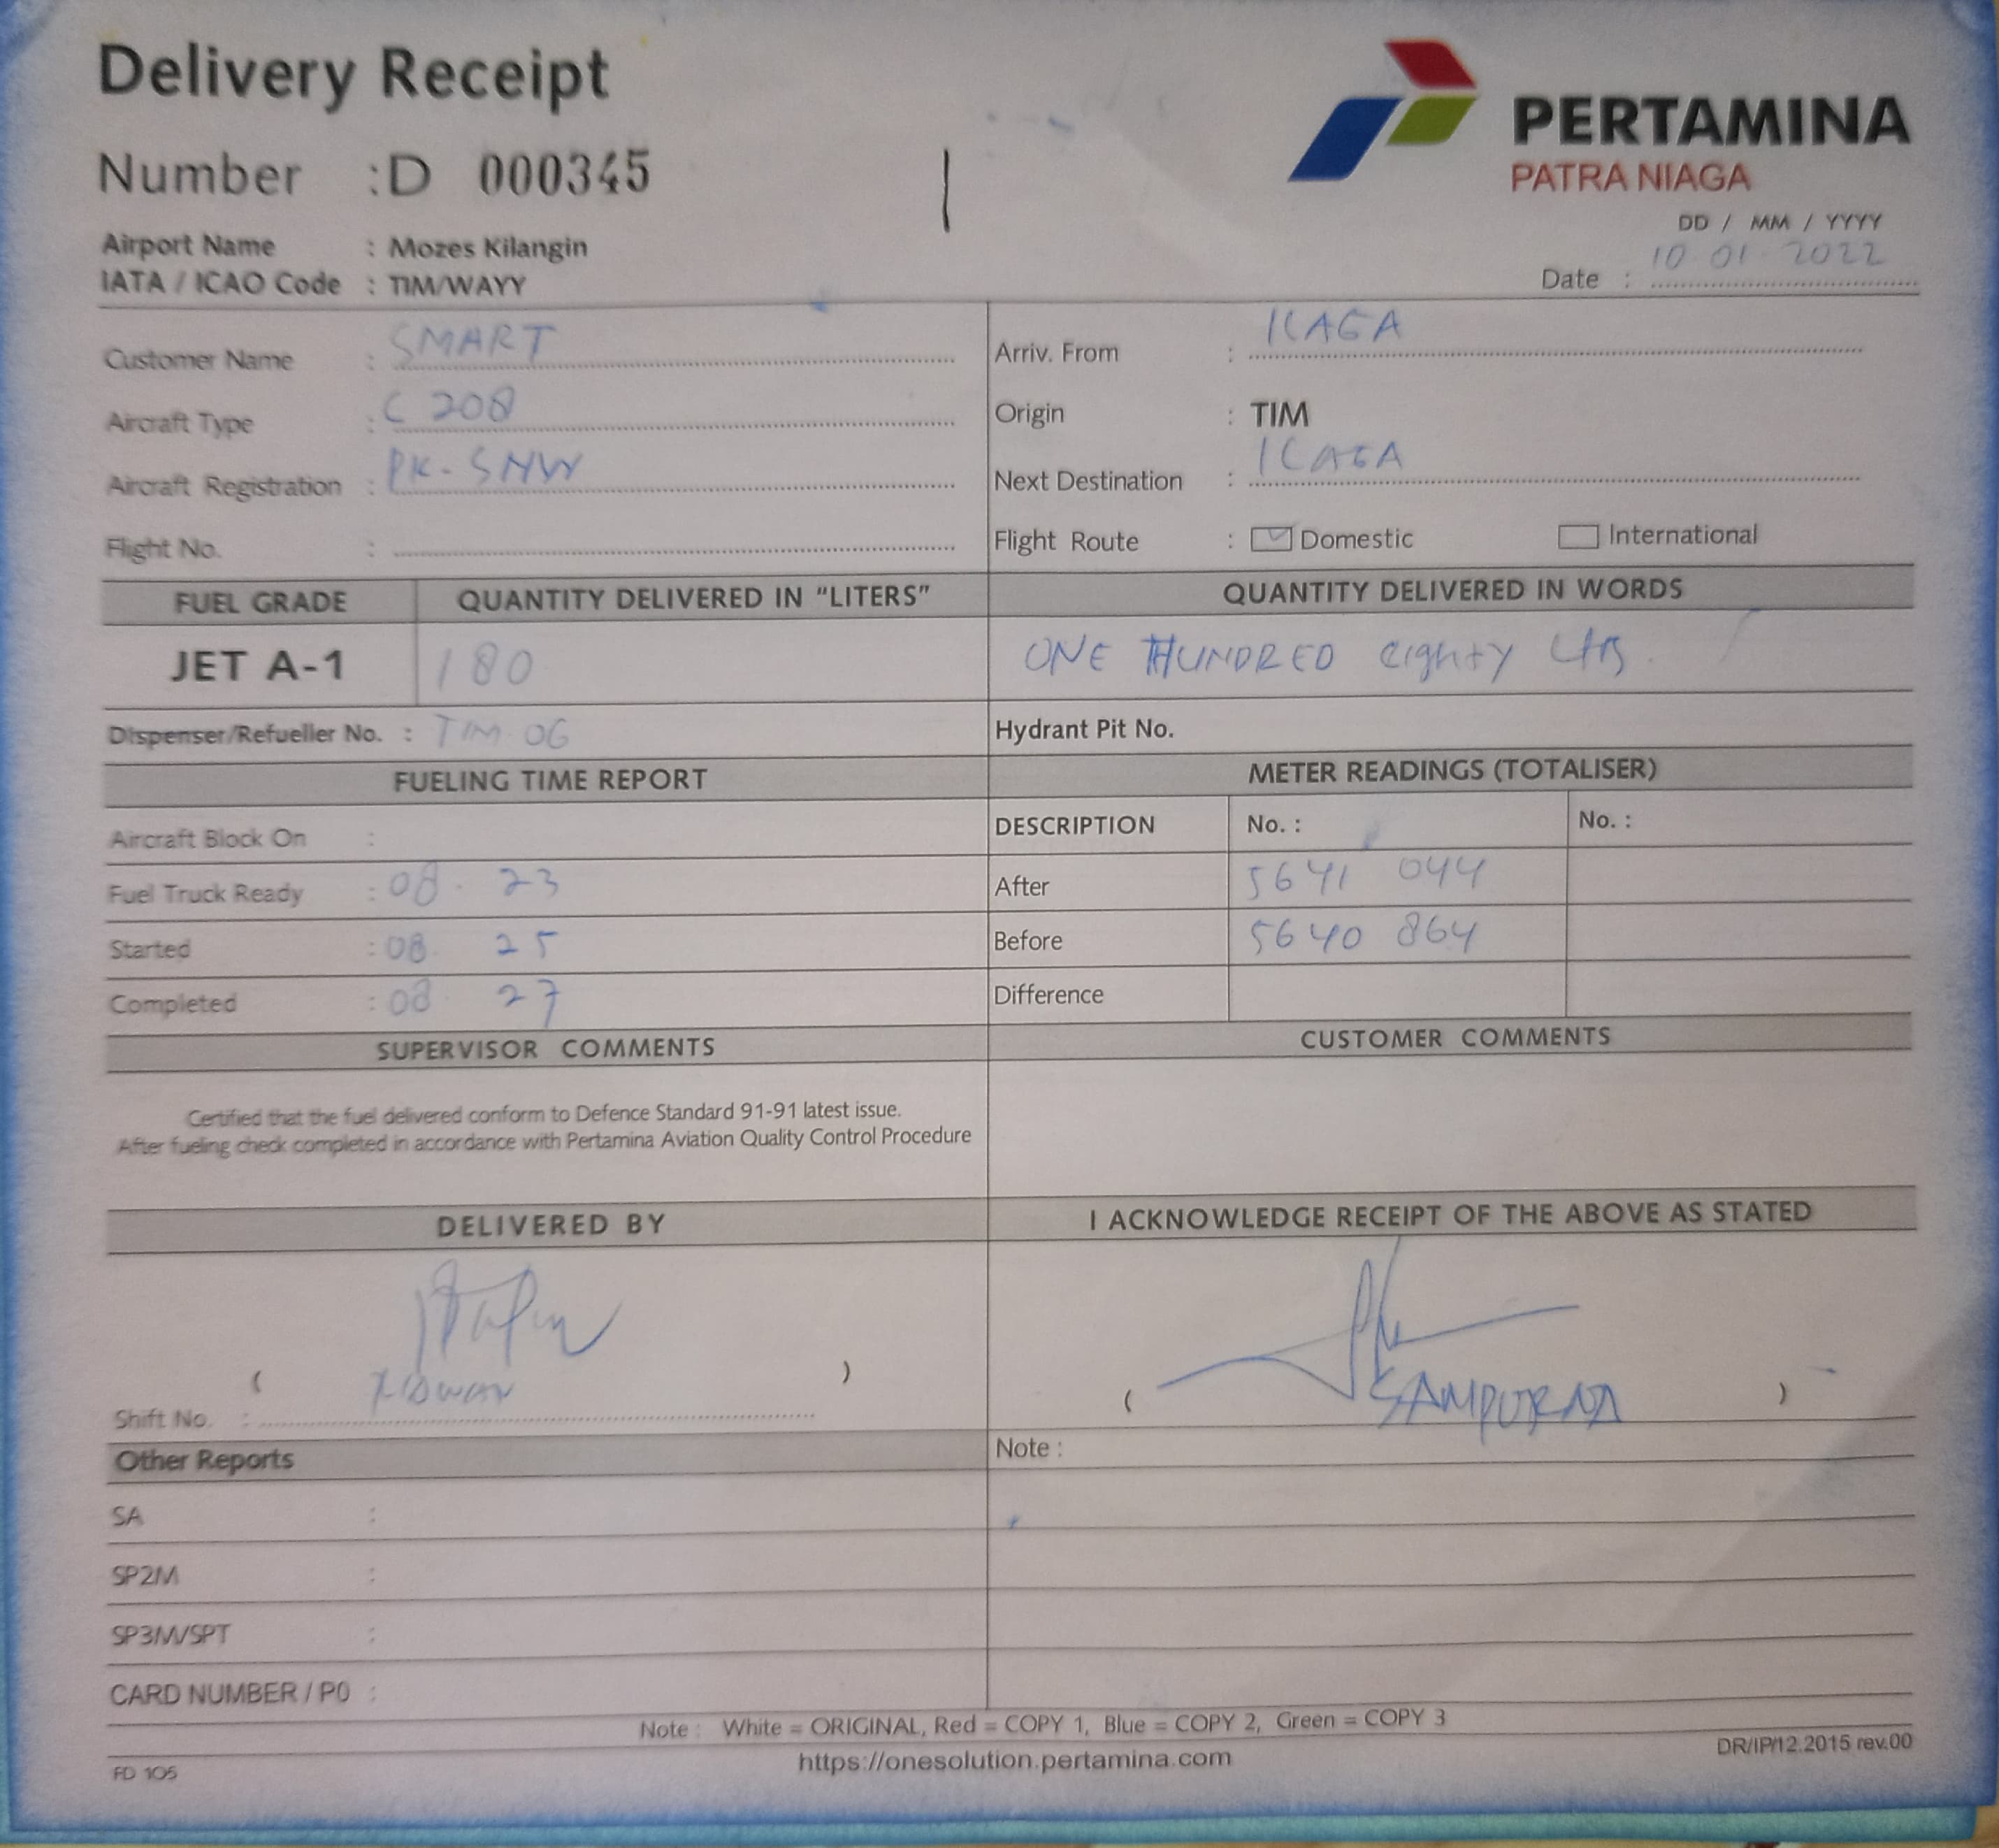 Delivery Receipt
Number : D 000345
PERTAMINA
PATRA NIAGA
Airport Name : Mozes Kilangin
IATA / ICAO Code : TIM/WAYY
DD / MM / YYYY
Date : 10 01 2022
Customer Name : SMART
Aircraft Type : C 208
Aircraft Registration : PK-SNW
Flight No. :
Arriv. From : ILAGA
Origin : TIM
Next Destination : ILAGA
Flight Route : Domestic International
FUEL GRADE QUANTITY DELIVERED IN "LITERS" QUANTITY DELIVERED IN WORDS
JET A-1 180 ONE HUNDRED eighty Ltrs.
Dispenser/Refueller No. : TIM 06 Hydrant Pit No.
FUELING TIME REPORT METER READINGS (TOTALISER)
Aircraft Block On : DESCRIPTION No. : No. :
Fuel Truck Ready : 08. 23 After 5641 044
Started : 08. 25 Before 5640 864
Completed : 08 27 Difference
SUPERVISOR COMMENTS CUSTOMER COMMENTS
Certified that the fuel delivered conform to Defence Standard 91-91 latest issue.
After fueling check completed in accordance with Pertamina Aviation Quality Control Procedure
DELIVERED BY I ACKNOWLEDGE RECEIPT OF THE ABOVE AS STATED
( ) ( SAMPURNA )
Shift No. :
Other Reports Note :
SA :
SP2M :
SP3M/SPT :
CARD NUMBER / PO :
Note : White = ORIGINAL, Red = COPY 1, Blue = COPY 2, Green = COPY 3
https://onesolution.pertamina.com
FD 105
DR/IP/12.2015 rev.00